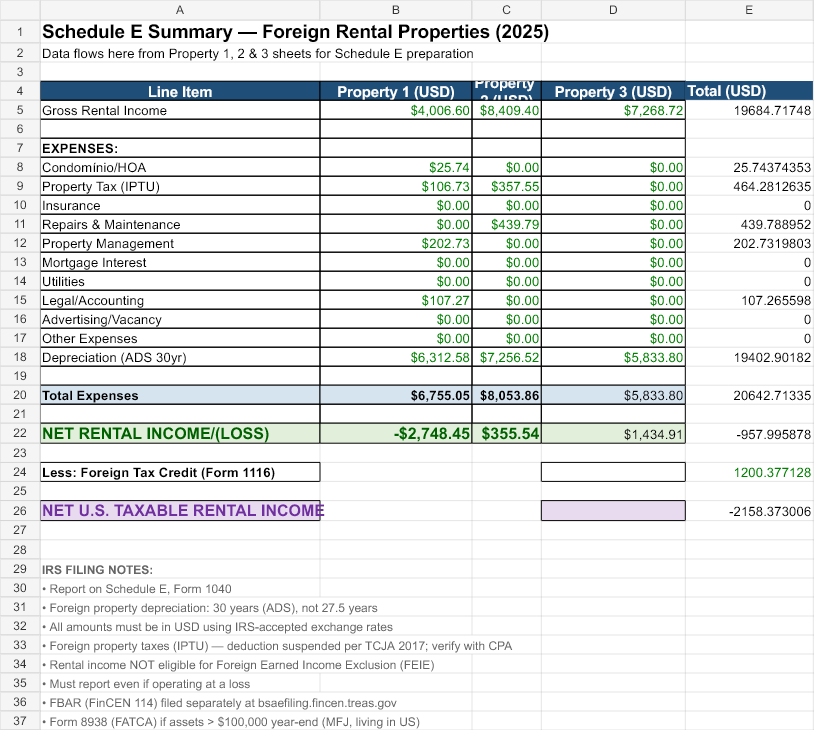 A B C D E
1 Schedule E Summary — Foreign Rental Properties (2025)
2 Data flows here from Property 1, 2 & 3 sheets for Schedule E preparation
3
4 Line Item Property 1 (USD) Property 2 (USD) Property 3 (USD) Total (USD)
5 Gross Rental Income $4,006.60 $8,409.40 $7,268.72 19684.71748
6
7 EXPENSES:
8 Condomínio/HOA $25.74 $0.00 $0.00 25.74374353
9 Property Tax (IPTU) $106.73 $357.55 $0.00 464.2812635
10 Insurance $0.00 $0.00 $0.00 0
11 Repairs & Maintenance $0.00 $439.79 $0.00 439.788952
12 Property Management $202.73 $0.00 $0.00 202.7319803
13 Mortgage Interest $0.00 $0.00 $0.00 0
14 Utilities $0.00 $0.00 $0.00 0
15 Legal/Accounting $107.27 $0.00 $0.00 107.265598
16 Advertising/Vacancy $0.00 $0.00 $0.00 0
17 Other Expenses $0.00 $0.00 $0.00 0
18 Depreciation (ADS 30yr) $6,312.58 $7,256.52 $5,833.80 19402.90182
19
20 Total Expenses $6,755.05 $8,053.86 $5,833.80 20642.71335
21
22 NET RENTAL INCOME/(LOSS) -$2,748.45 $355.54 $1,434.91 -957.995878
23
24 Less: Foreign Tax Credit (Form 1116) 1200.377128
25
26 NET U.S. TAXABLE RENTAL INCOME -2158.373006
27
28
29 IRS FILING NOTES:
30 • Report on Schedule E, Form 1040
31 • Foreign property depreciation: 30 years (ADS), not 27.5 years
32 • All amounts must be in USD using IRS-accepted exchange rates
33 • Foreign property taxes (IPTU) — deduction suspended per TCJA 2017; verify with CPA
34 • Rental income NOT eligible for Foreign Earned Income Exclusion (FEIE)
35 • Must report even if operating at a loss
36 • FBAR (FinCEN 114) filed separately at bsaefiling.fincen.treas.gov
37 • Form 8938 (FATCA) if assets > $100,000 year-end (MFJ, living in US)